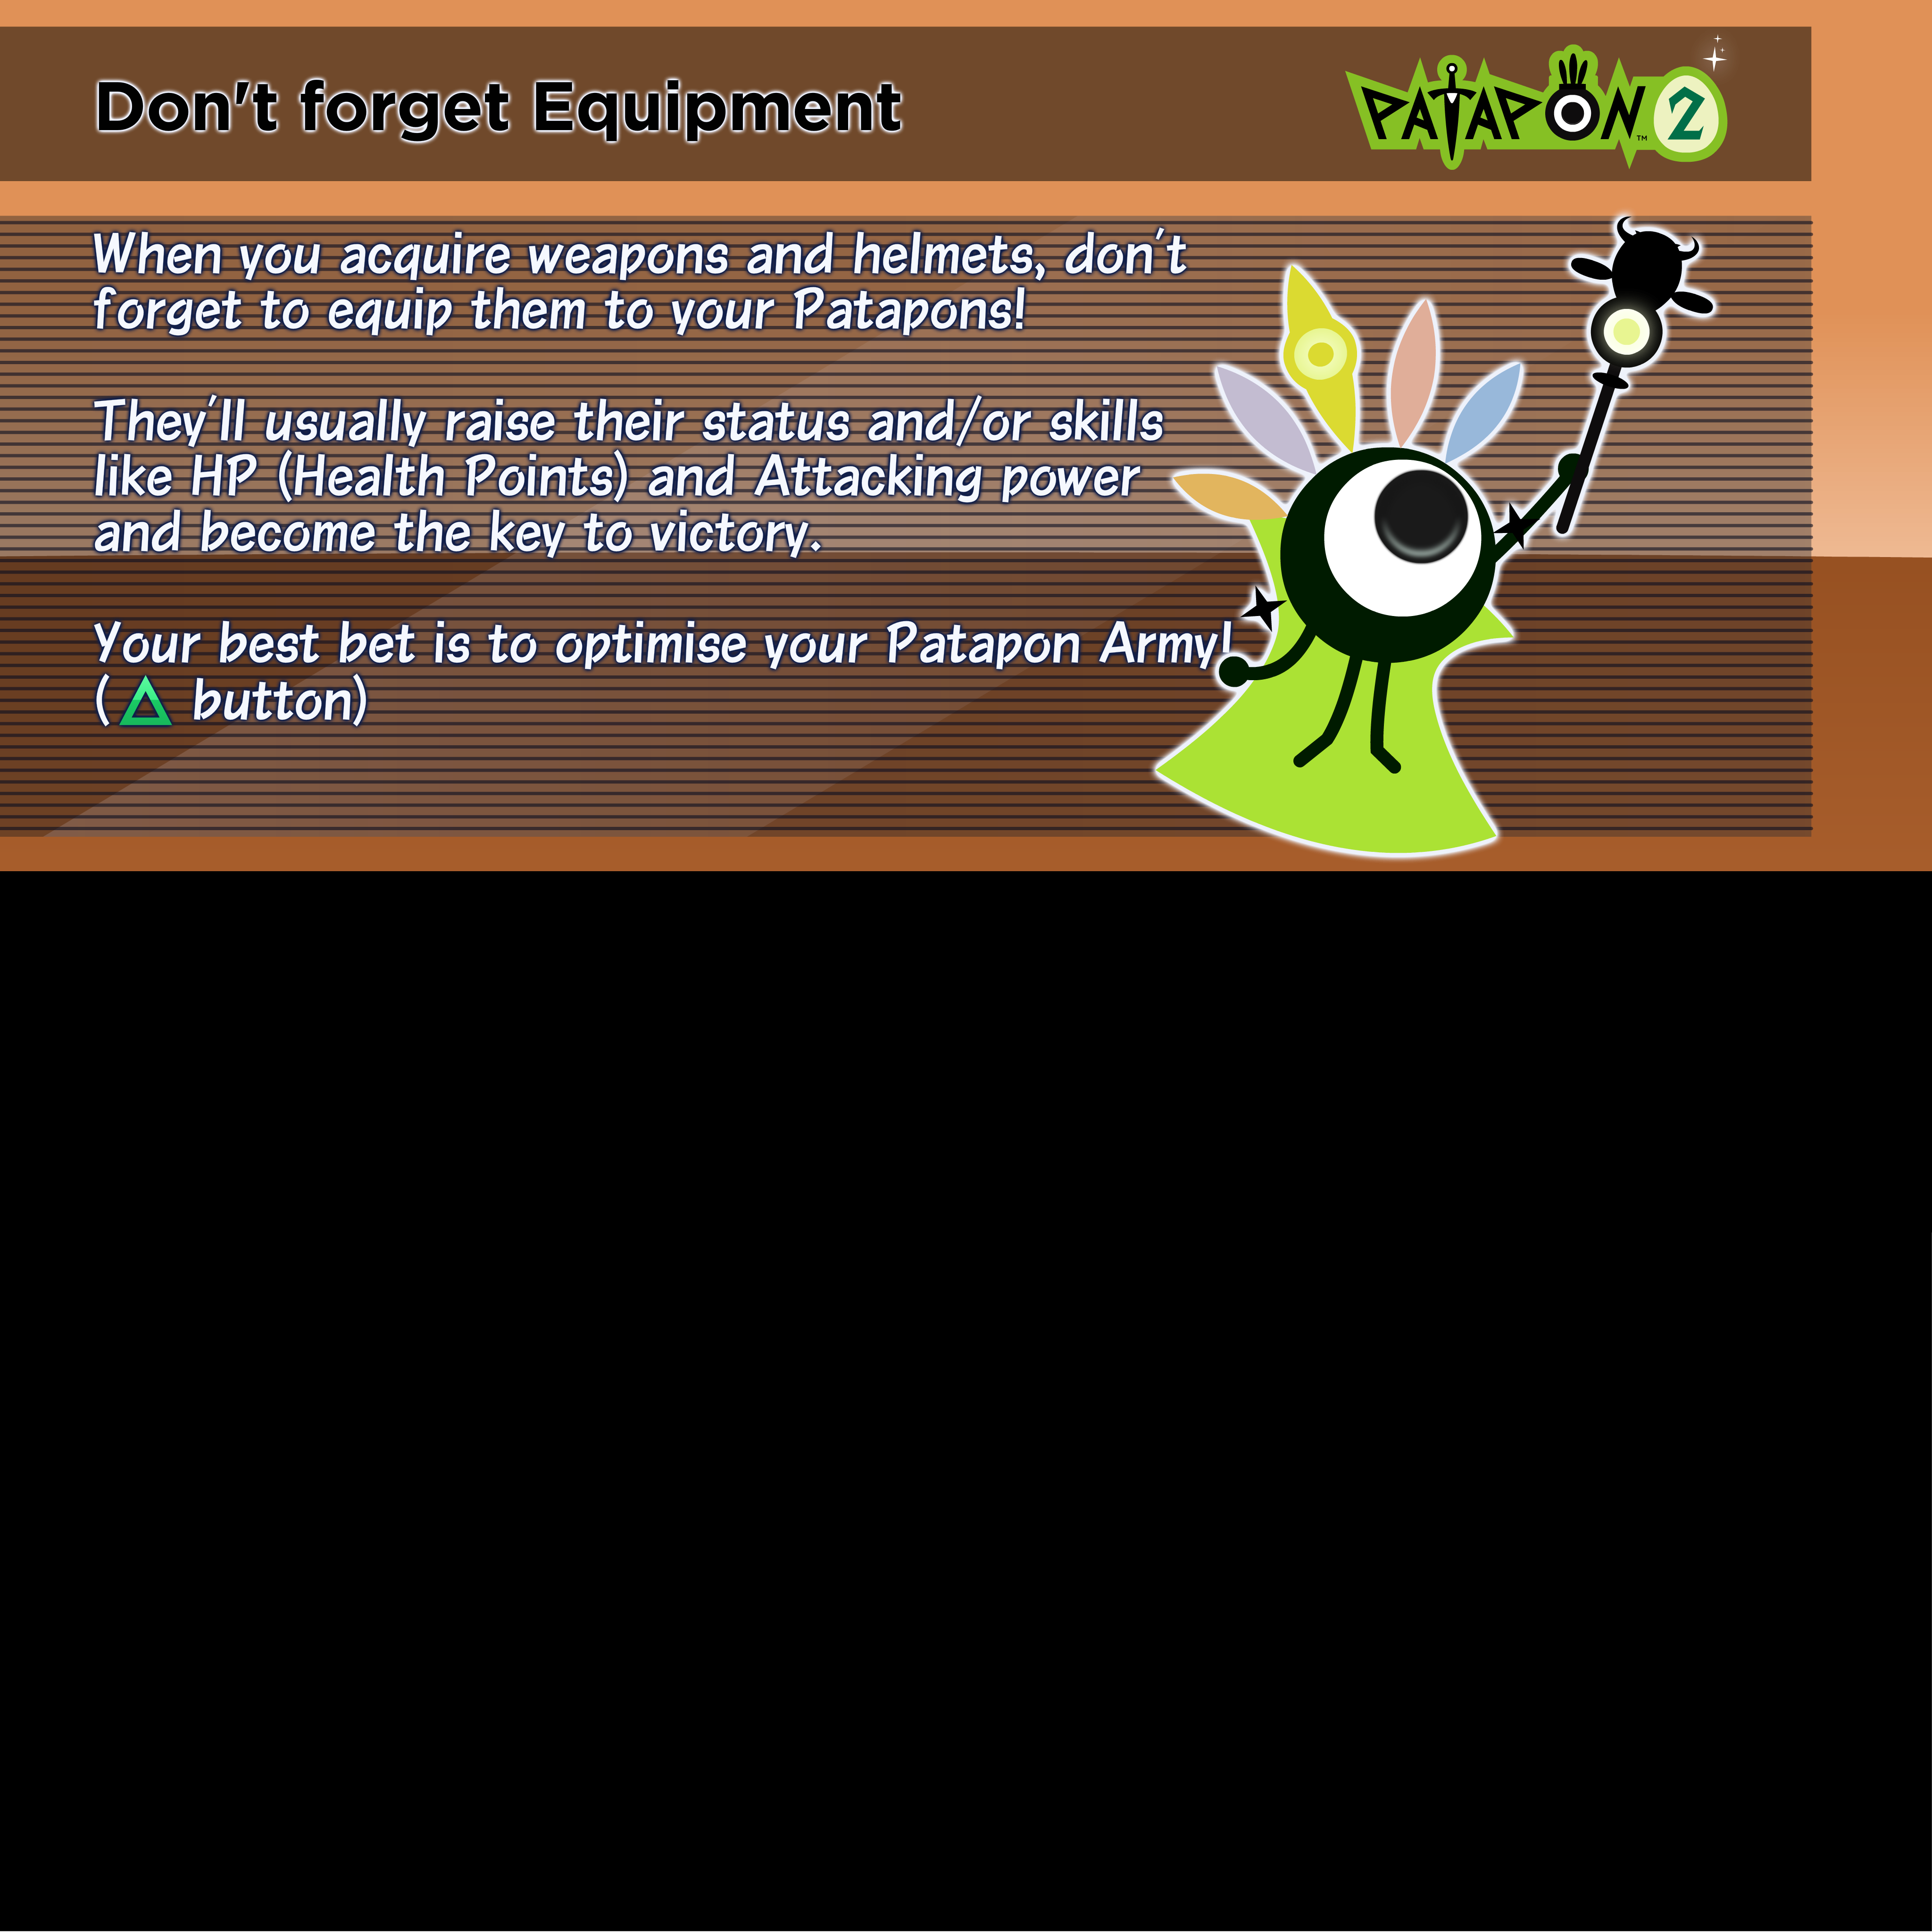 Don't forget Equipment
PATAPON™ 2
When you acquire weapons and helmets, don't
forget to equip them to your Patapons!
They'll usually raise their status and/or skills
like HP (Health Points) and Attacking power
and become the key to victory.
Your best bet is to optimise your Patapon Army!
(△ button)